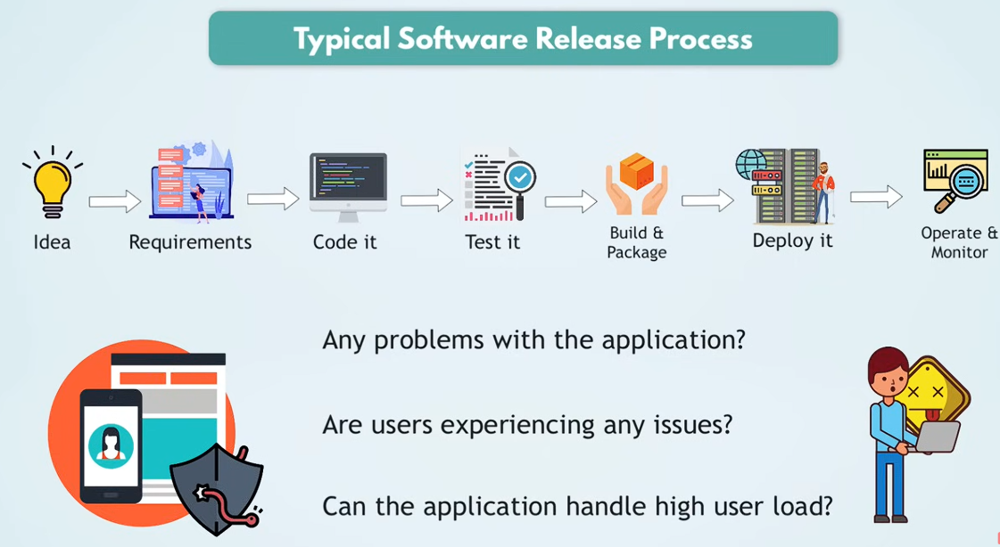 Typical Software Release Process
Idea
Requirements
Code it
Test it
Build &
Package
Deploy it
Operate &
Monitor
Any problems with the application?
Are users experiencing any issues?
Can the application handle high user load?